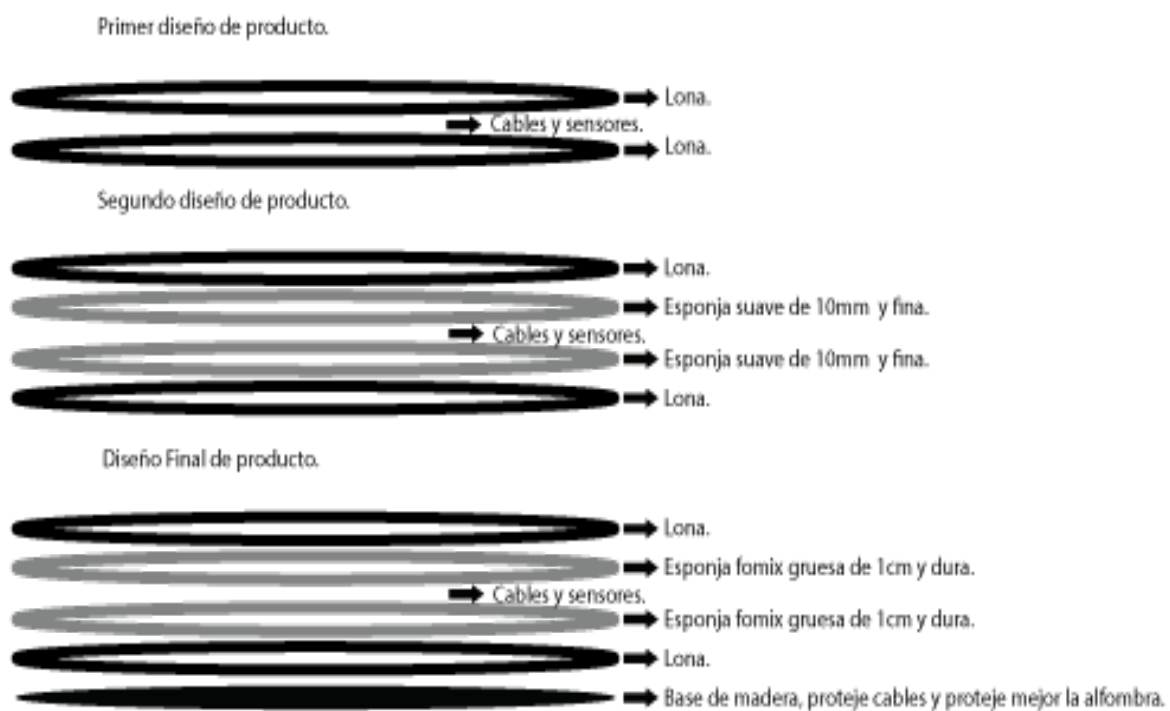 Primer diseño de producto.
Lona.
Cables y sensores.
Lona.
Segundo diseño de producto.
Lona.
Esponja suave de 10mm y fina.
Cables y sensores.
Esponja suave de 10mm y fina.
Lona.
Diseño Final de producto.
Lona.
Esponja fomix gruesa de 1cm y dura.
Cables y sensores.
Esponja fomix gruesa de 1cm y dura.
Lona.
Base de madera, proteje cables y proteje mejor la alfombra.